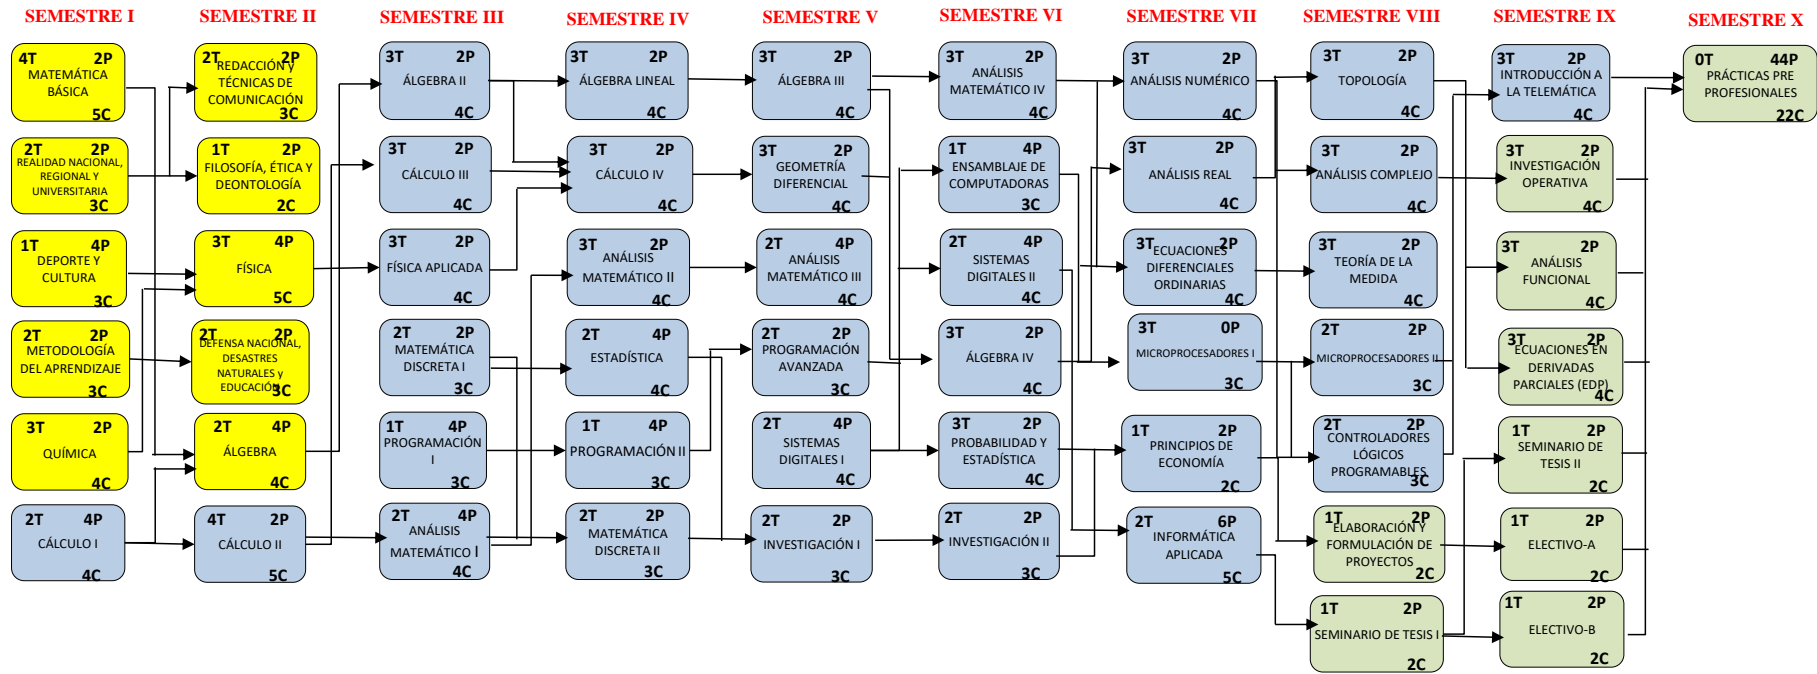 SEMESTRE I
SEMESTRE II
SEMESTRE III
SEMESTRE IV
SEMESTRE V
SEMESTRE VI
SEMESTRE VII
SEMESTRE VIII
SEMESTRE IX
SEMESTRE X
4T 2P
MATEMÁTICA
BÁSICA
5C
2T 2P
REALIDAD NACIONAL,
REGIONAL Y
UNIVERSITARIA
3C
1T 4P
DEPORTE Y
CULTURA
3C
2T 2P
METODOLOGÍA
DEL APRENDIZAJE
3C
3T 2P
QUÍMICA
4C
2T 4P
CÁLCULO I
4C
2T 2P
REDACCIÓN y
TÉCNICAS DE
COMUNICACIÓN
3C
1T 2P
FILOSOFÍA, ÉTICA Y
DEONTOLOGÍA
2C
3T 4P
FÍSICA
5C
2T 2P
DEFENSA NACIONAL,
DESASTRES
NATURALES y
EDUCACIÓN
3C
2T 4P
ÁLGEBRA
4C
4T 2P
CÁLCULO II
5C
3T 2P
ÁLGEBRA II
4C
3T 2P
CÁLCULO III
4C
3T 2P
FÍSICA APLICADA
4C
2T 2P
MATEMÁTICA
DISCRETA I
3C
1T 4P
PROGRAMACIÓN
I
3C
2T 4P
ANÁLISIS
MATEMÁTICO I
4C
3T 2P
ÁLGEBRA LINEAL
4C
3T 2P
CÁLCULO IV
4C
3T 2P
ANÁLISIS
MATEMÁTICO II
4C
2T 4P
ESTADÍSTICA
4C
1T 4P
PROGRAMACIÓN II
3C
2T 2P
MATEMÁTICA
DISCRETA II
3C
3T 2P
ÁLGEBRA III
4C
3T 2P
GEOMETRÍA
DIFERENCIAL
4C
2T 4P
ANÁLISIS
MATEMÁTICO III
4C
2T 2P
PROGRAMACIÓN
AVANZADA
3C
2T 4P
SISTEMAS
DIGITALES I
4C
2T 2P
INVESTIGACIÓN I
3C
3T 2P
ANÁLISIS
MATEMÁTICO IV
4C
1T 4P
ENSAMBLAJE DE
COMPUTADORAS
3C
2T 4P
SISTEMAS
DIGITALES II
4C
3T 2P
ÁLGEBRA IV
4C
3T 2P
PROBABILIDAD Y
ESTADÍSTICA
4C
2T 2P
INVESTIGACIÓN II
3C
3T 2P
ANÁLISIS NUMÉRICO
4C
3T 2P
ANÁLISIS REAL
4C
3T 2P
ECUACIONES
DIFERENCIALES
ORDINARIAS
4C
3T 0P
MICROPROCESADORES I
3C
1T 2P
PRINCIPIOS DE
ECONOMÍA
2C
2T 6P
INFORMÁTICA
APLICADA
5C
3T 2P
TOPOLOGÍA
4C
3T 2P
ANÁLISIS COMPLEJO
4C
3T 2P
TEORÍA DE LA
MEDIDA
4C
2T 2P
MICROPROCESADORES II
3C
2T 2P
CONTROLADORES
LÓGICOS
PROGRAMABLES
3C
1T 2P
ELABORACIÓN Y
FORMULACIÓN DE
PROYECTOS
2C
1T 2P
SEMINARIO DE TESIS I
2C
3T 2P
INTRODUCCIÓN A
LA TELEMÁTICA
4C
3T 2P
INVESTIGACIÓN
OPERATIVA
4C
3T 2P
ANÁLISIS
FUNCIONAL
4C
3T 2P
ECUACIONES EN
DERIVADAS
PARCIALES (EDP)
4C
1T 2P
SEMINARIO DE
TESIS II
2C
1T 2P
ELECTIVO-A
2C
1T 2P
ELECTIVO-B
2C
0T 44P
PRÁCTICAS PRE
PROFESIONALES
22C